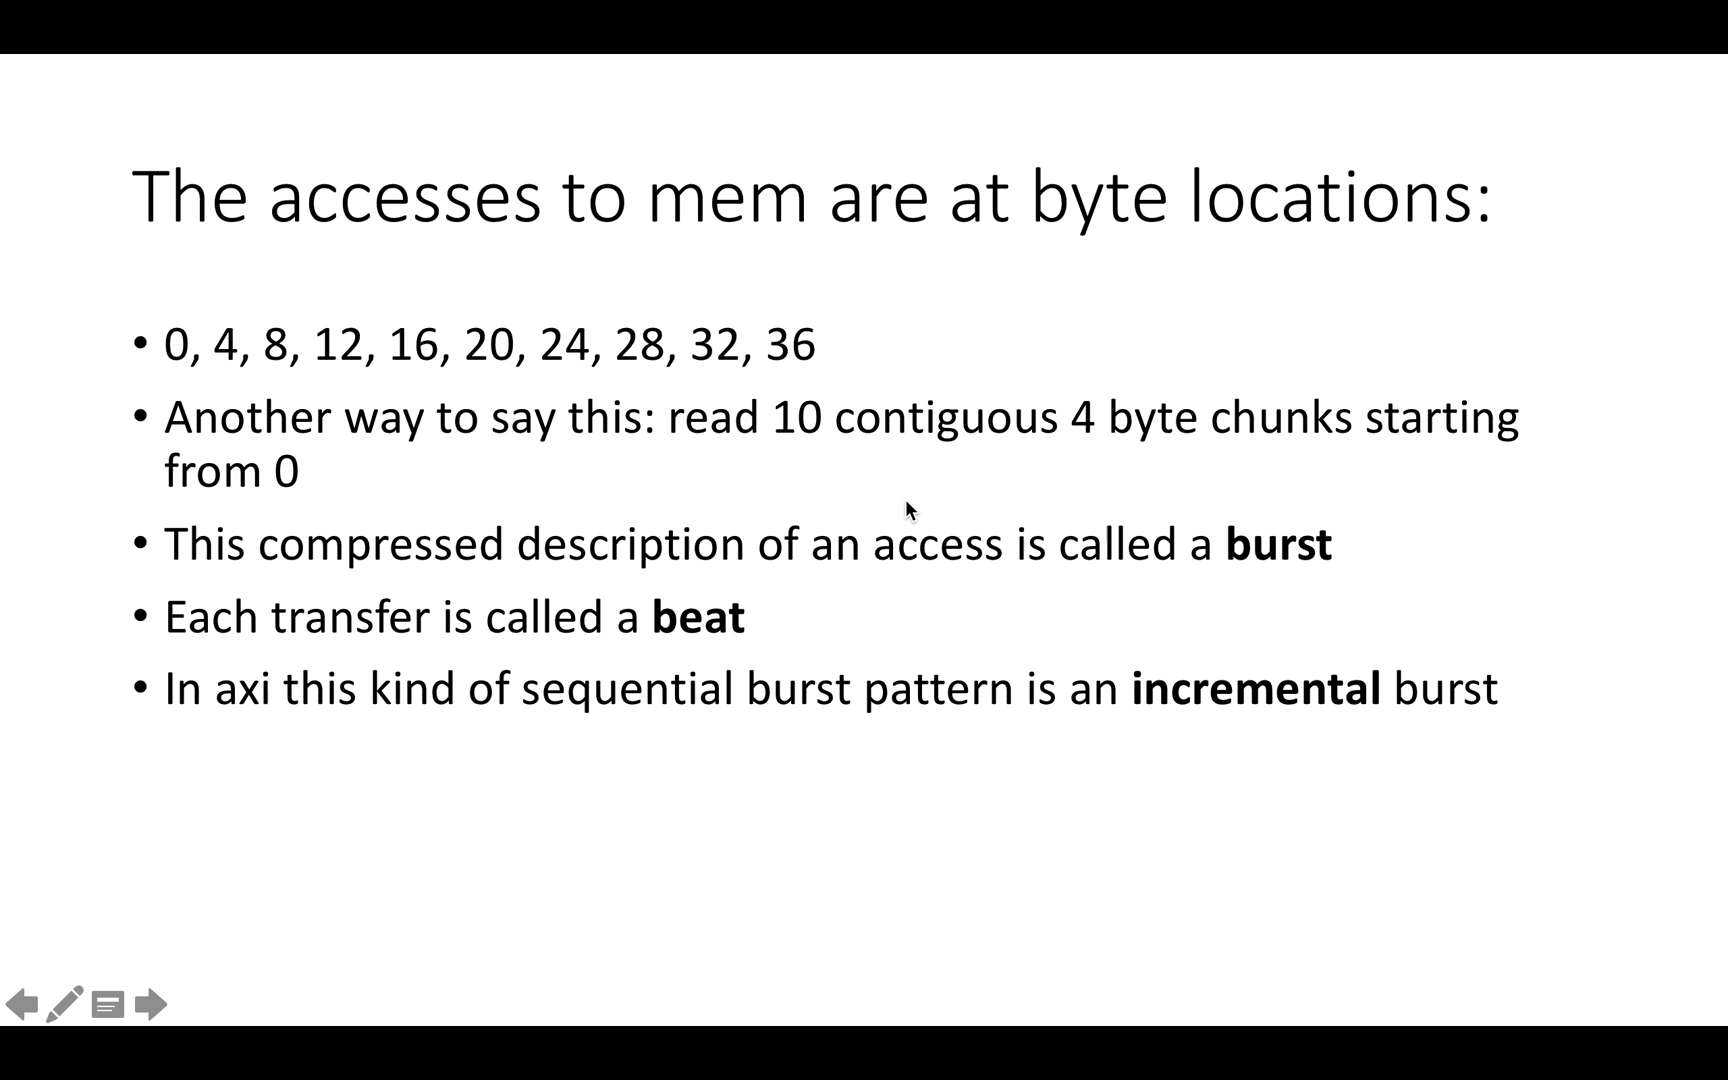 The accesses to mem are at byte locations:
• 0, 4, 8, 12, 16, 20, 24, 28, 32, 36
• Another way to say this: read 10 contiguous 4 byte chunks starting
from 0
• This compressed description of an access is called a burst
• Each transfer is called a beat
• In axi this kind of sequential burst pattern is an incremental burst